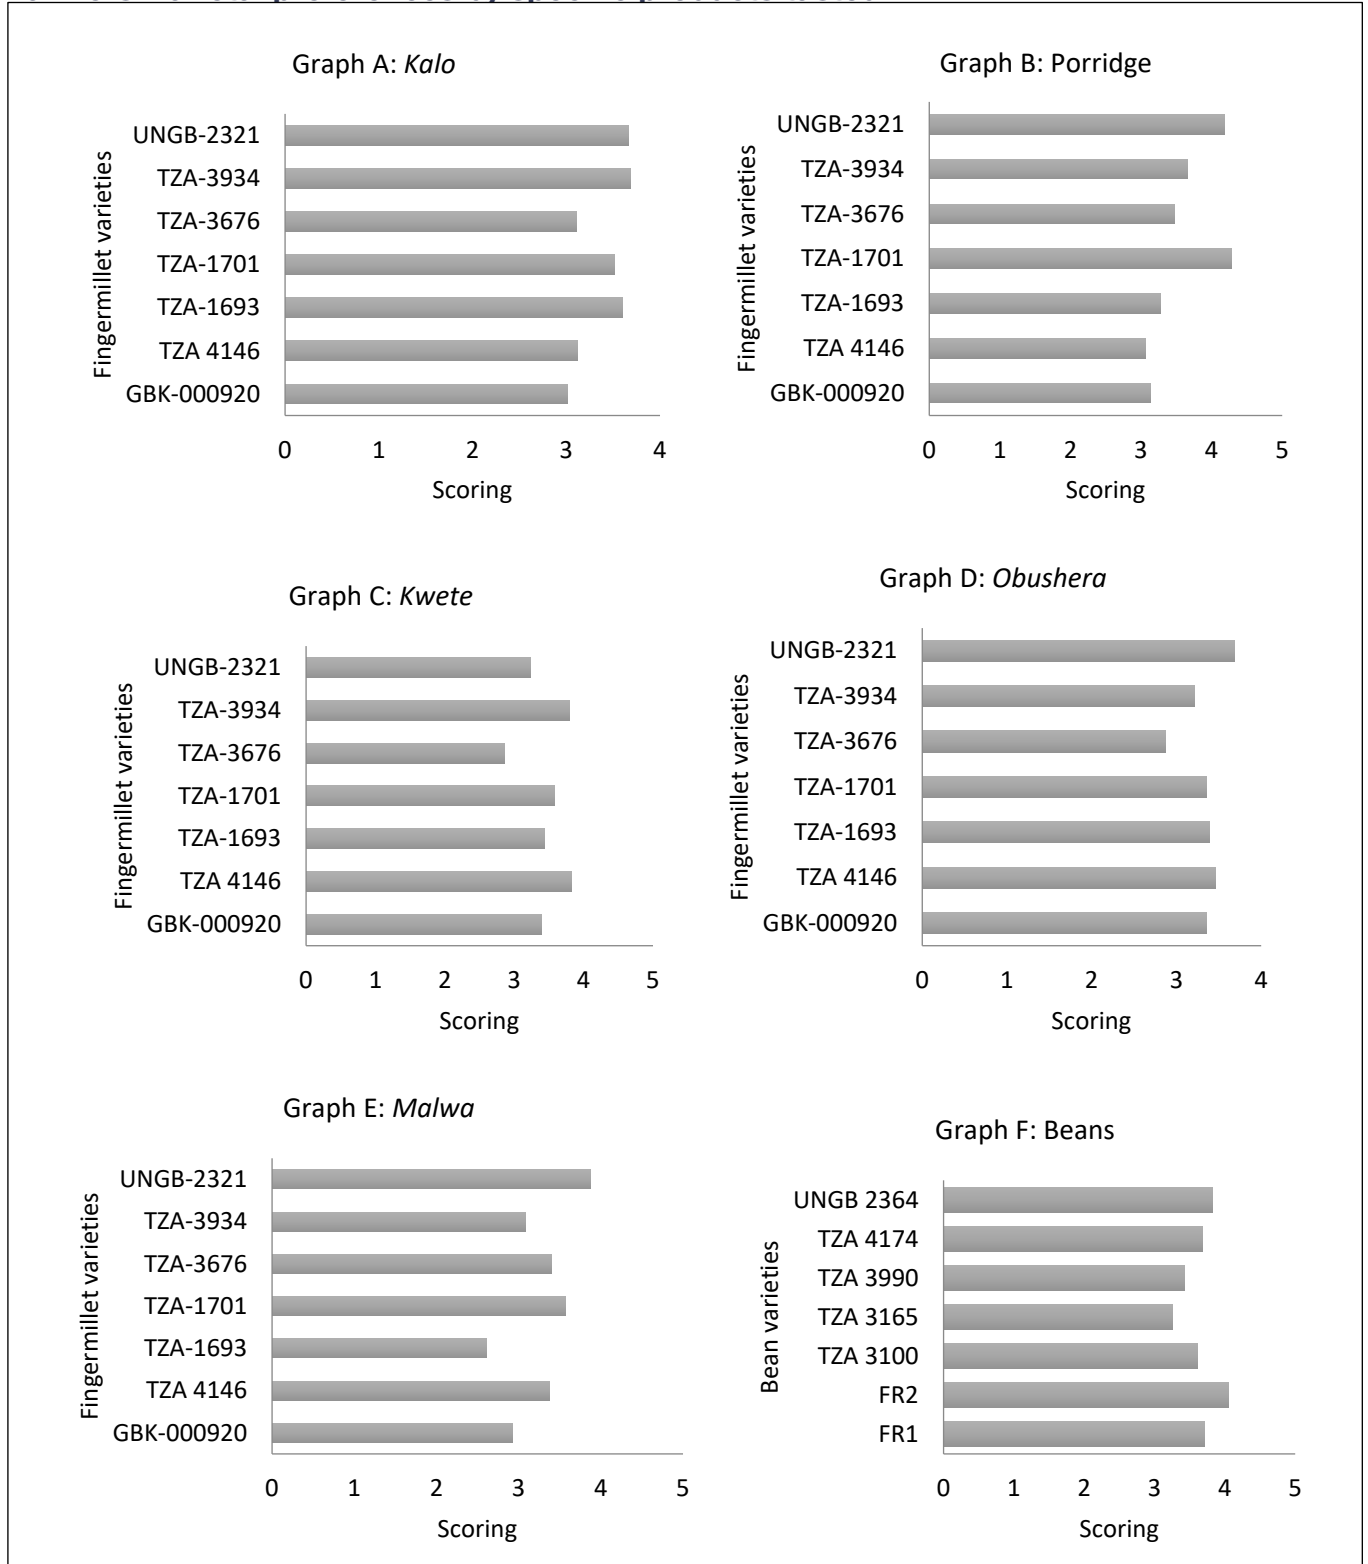 Graph A: Kalo
Fingermillet varieties
UNGB-2321
TZA-3934
TZA-3676
TZA-1701
TZA-1693
TZA 4146
GBK-000920
0 1 2 3 4
Scoring
Graph B: Porridge
Fingermillet varieties
UNGB-2321
TZA-3934
TZA-3676
TZA-1701
TZA-1693
TZA 4146
GBK-000920
0 1 2 3 4 5
Scoring
Graph C: Kwete
Fingermillet varieties
UNGB-2321
TZA-3934
TZA-3676
TZA-1701
TZA-1693
TZA 4146
GBK-000920
0 1 2 3 4 5
Scoring
Graph D: Obushera
Fingermillet varieties
UNGB-2321
TZA-3934
TZA-3676
TZA-1701
TZA-1693
TZA 4146
GBK-000920
0 1 2 3 4
Scoring
Graph E: Malwa
Fingermillet varieties
UNGB-2321
TZA-3934
TZA-3676
TZA-1701
TZA-1693
TZA 4146
GBK-000920
0 1 2 3 4 5
Scoring
Graph F: Beans
Bean varieties
UNGB 2364
TZA 4174
TZA 3990
TZA 3165
TZA 3100
FR2
FR1
0 1 2 3 4 5
Scoring